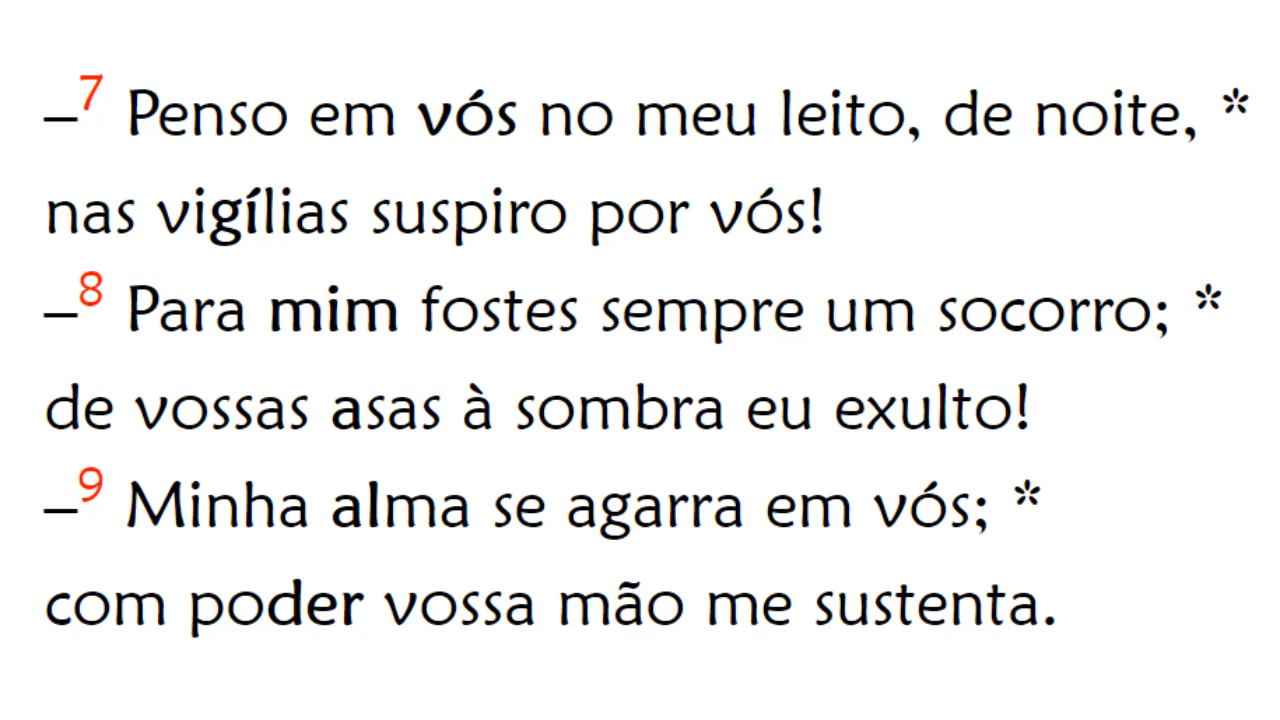 –7 Penso em vós no meu leito, de noite, *
nas vigílias suspiro por vós!
–8 Para mim fostes sempre um socorro; *
de vossas asas à sombra eu exulto!
–9 Minha alma se agarra em vós; *
com poder vossa mão me sustenta.